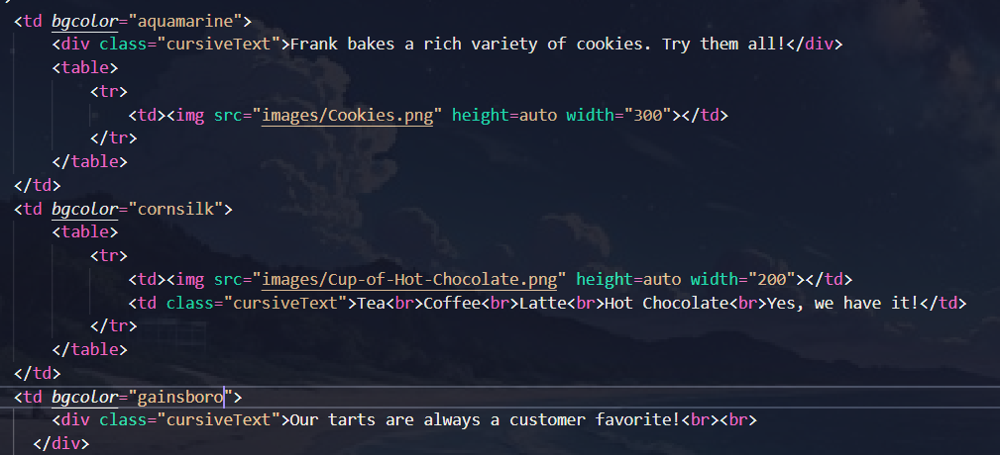 <td bgcolor="aquamarine">
    <div class="cursiveText">Frank bakes a rich variety of cookies. Try them all!</div>
    <table>
        <tr>
            <td><img src="images/Cookies.png" height=auto width="300"></td>
        </tr>
    </table>
</td>
<td bgcolor="cornsilk">
    <table>
        <tr>
            <td><img src="images/Cup-of-Hot-Chocolate.png" height=auto width="200"></td>
            <td class="cursiveText">Tea<br>Coffee<br>Latte<br>Hot Chocolate<br>Yes, we have it!</td>
        </tr>
    </table>
</td>
<td bgcolor="gainsboro">
    <div class="cursiveText">Our tarts are always a customer favorite!<br><br>
  </div>